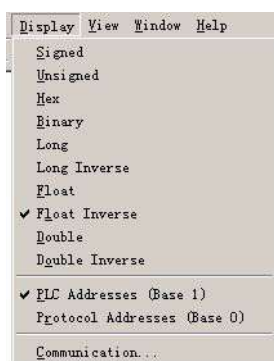 Display View Window Help
Signed
Unsigned
Hex
Binary
Long
Long Inverse
Float
Float Inverse
Double
Double Inverse
PLC Addresses (Base 1)
Protocol Addresses (Base 0)
Communication...